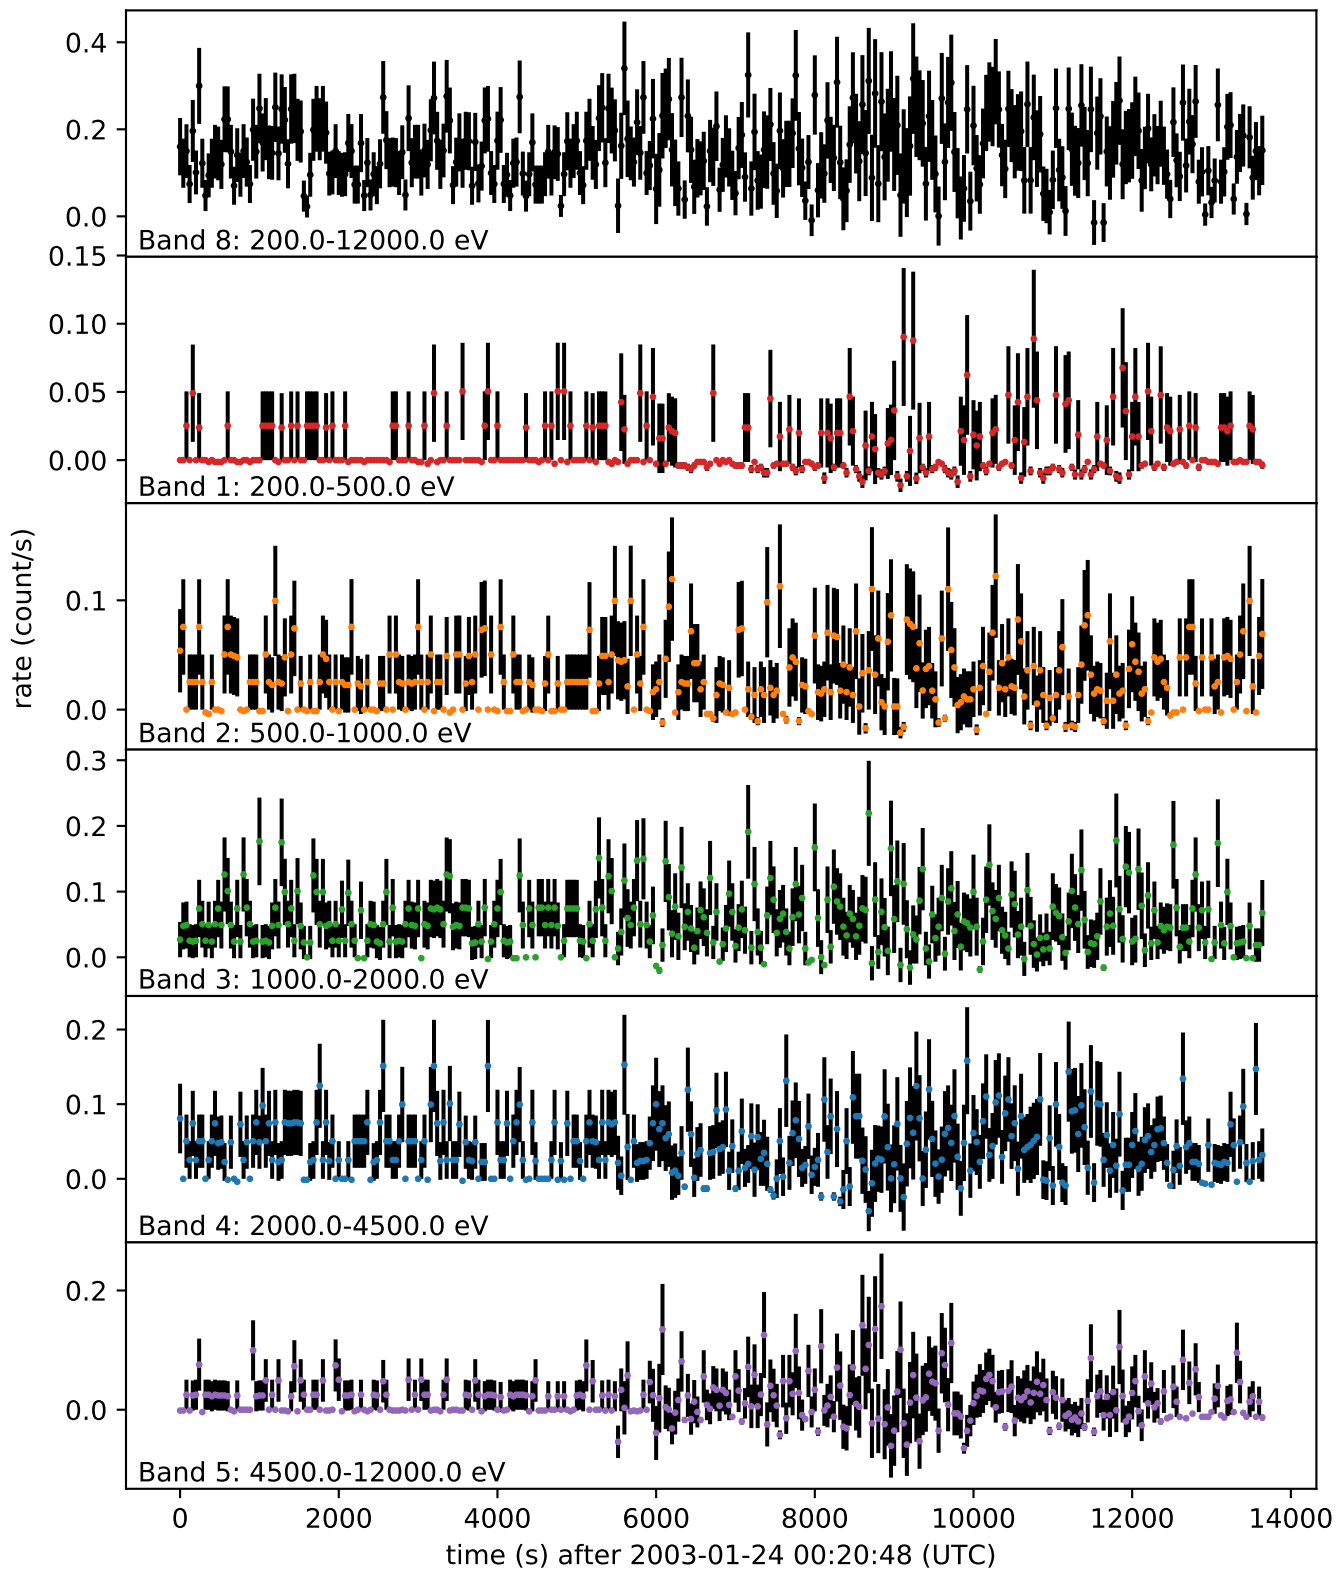 0.4
0.2
0.0
Band 8: 200.0-12000.0 eV
0.15
0.10
0.05
0.00
Band 1: 200.0-500.0 eV
0.1
0.0
Band 2: 500.0-1000.0 eV
rate (count/s)
0.3
0.2
0.1
0.0
Band 3: 1000.0-2000.0 eV
0.2
0.1
0.0
Band 4: 2000.0-4500.0 eV
0.2
0.0
Band 5: 4500.0-12000.0 eV
0 2000 4000 6000 8000 10000 12000 14000
time (s) after 2003-01-24 00:20:48 (UTC)